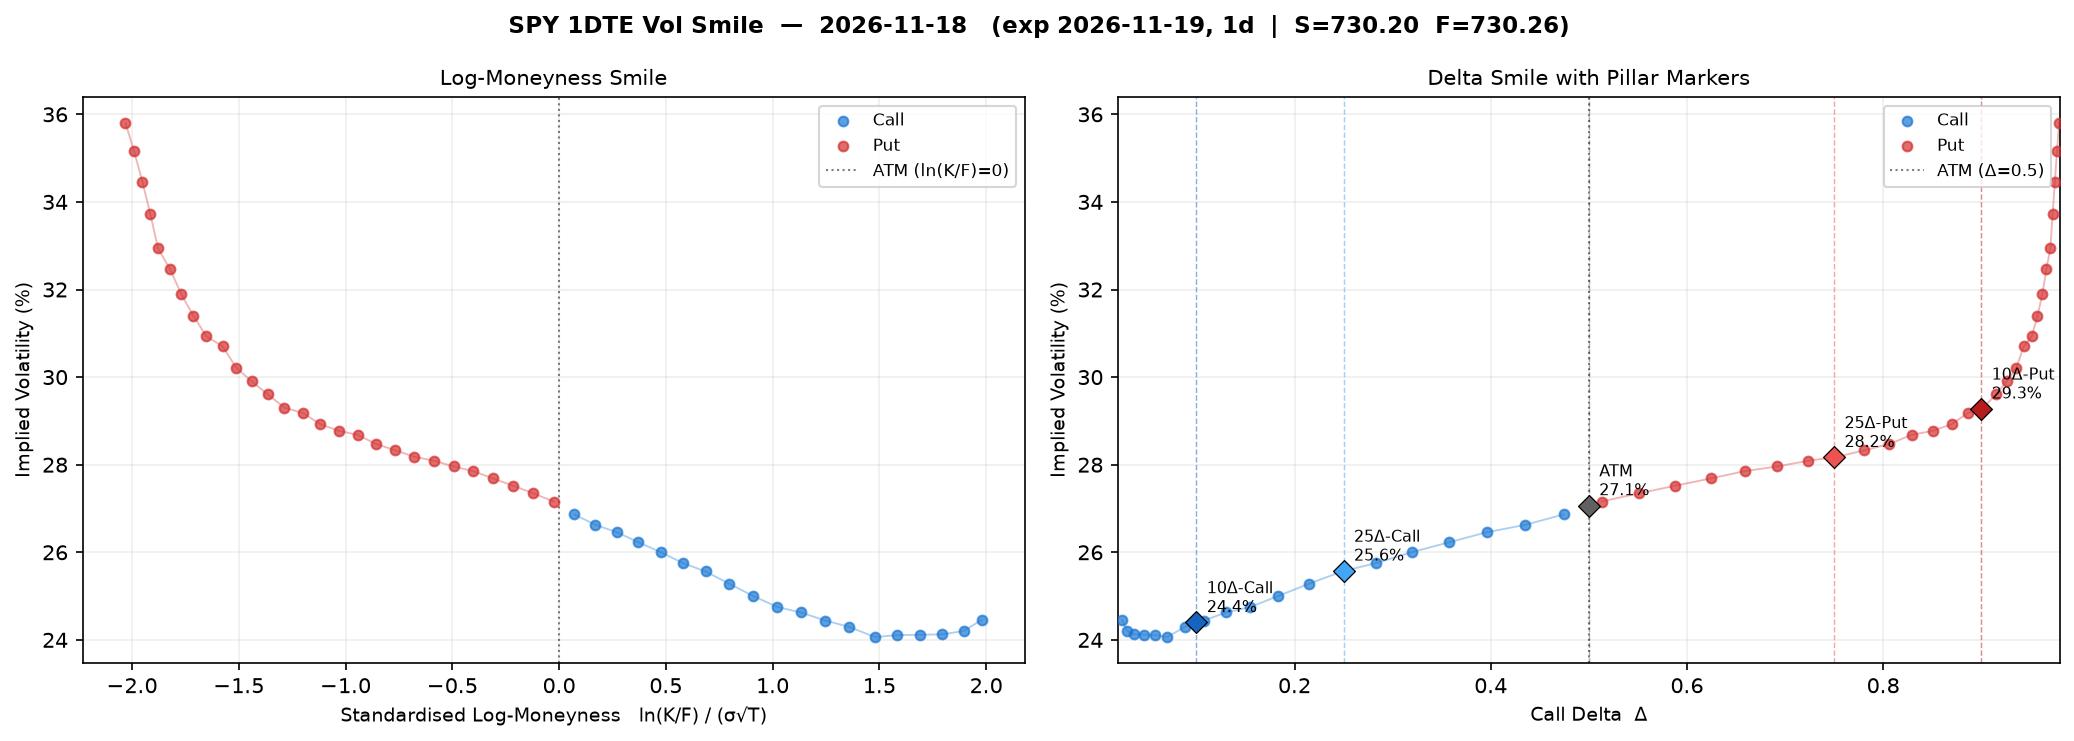 SPY 1DTE Vol Smile — 2026-11-18 (exp 2026-11-19, 1d | S=730.20 F=730.26)
Log-Moneyness Smile
36
34
32
30
28
26
24
Implied Volatility (%)
Call
Put
ATM (ln(K/F)=0)
−2.0 −1.5 −1.0 −0.5 0.0 0.5 1.0 1.5 2.0
Standardised Log-Moneyness ln(K/F) / (σ√T)
Delta Smile with Pillar Markers
36
34
32
30
28
26
24
Implied Volatility (%)
Call
Put
ATM (Δ=0.5)
10Δ-Put
29.3%
25Δ-Put
28.2%
ATM
27.1%
25Δ-Call
25.6%
10Δ-Call
24.4%
0.2 0.4 0.6 0.8
Call Delta Δ